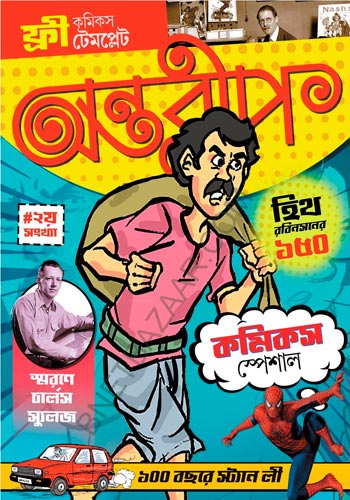 ফ্রী কমিকস
টেমপ্লেট
অন্তরীপ
#২য়
সংখ্যা
হিথ
রবিনসনের
১৫০
কমিকস
স্পেশাল
স্মরণে
চার্লস
স্যুলজ
১০০ বছরে স্ট্যান লী